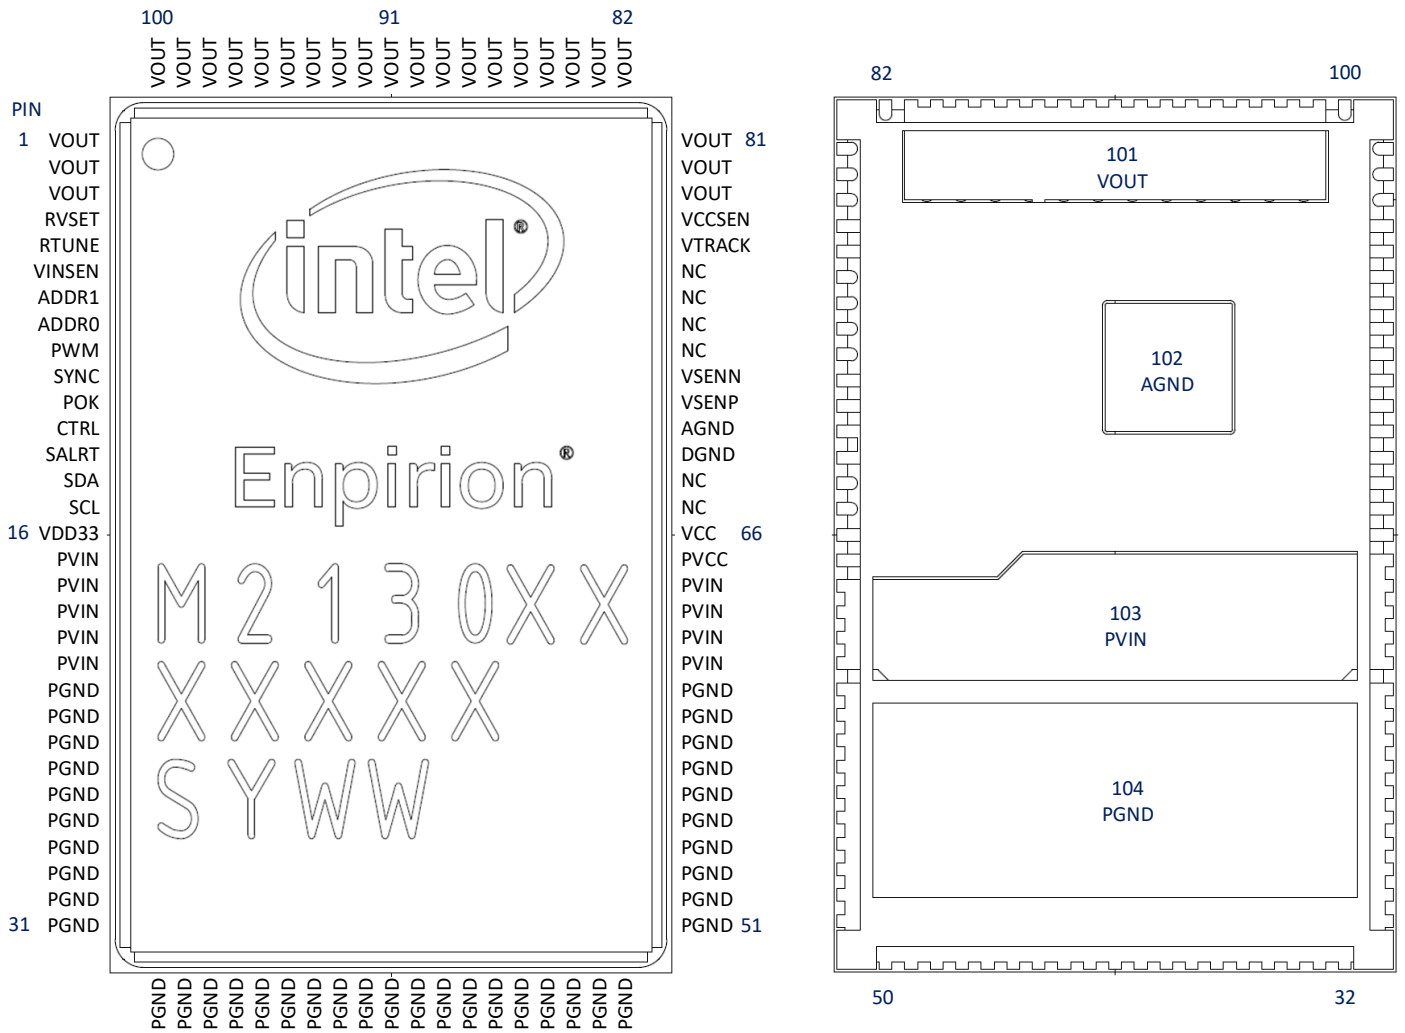 100 91 82
VOUT VOUT VOUT VOUT VOUT VOUT VOUT VOUT VOUT VOUT VOUT VOUT VOUT VOUT VOUT VOUT VOUT VOUT VOUT
PIN
1 VOUT
VOUT
VOUT
RVSET
RTUNE
VINSEN
ADDR1
ADDR0
PWM
SYNC
POK
CTRL
SALRT
SDA
SCL
16 VDD33
PVIN
PVIN
PVIN
PVIN
PVIN
PGND
PGND
PGND
PGND
PGND
PGND
PGND
PGND
PGND
31 PGND
intel®
Enpirion®
M2130XX
XXXXX
SYWW
VOUT 81
VOUT
VOUT
VCCSEN
VTRACK
NC
NC
NC
NC
VSENN
VSENP
AGND
DGND
NC
NC
VCC 66
PVCC
PVIN
PVIN
PVIN
PVIN
PGND
PGND
PGND
PGND
PGND
PGND
PGND
PGND
PGND
PGND 51
PGND PGND PGND PGND PGND PGND PGND PGND PGND PGND PGND PGND PGND PGND PGND PGND PGND PGND PGND
82 100
101
VOUT
102
AGND
103
PVIN
104
PGND
50 32